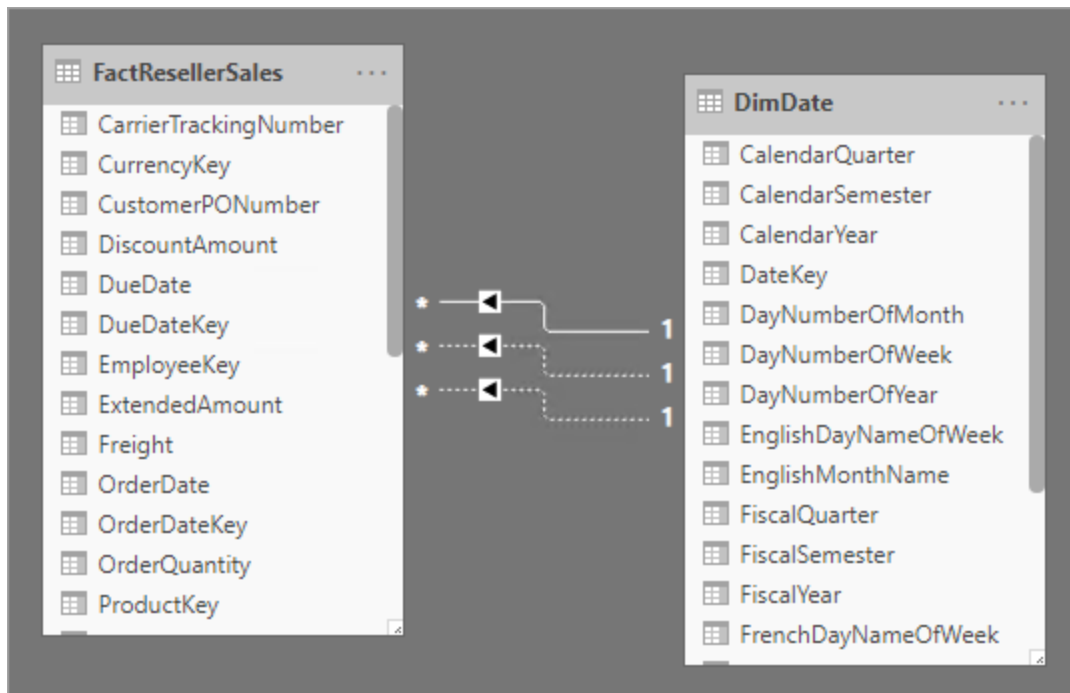 FactResellerSales ...
CarrierTrackingNumber
CurrencyKey
CustomerPONumber
DiscountAmount
DueDate
DueDateKey
EmployeeKey
ExtendedAmount
Freight
OrderDate
OrderDateKey
OrderQuantity
ProductKey
* 1
* 1
* 1
DimDate ...
CalendarQuarter
CalendarSemester
CalendarYear
DateKey
DayNumberOfMonth
DayNumberOfWeek
DayNumberOfYear
EnglishDayNameOfWeek
EnglishMonthName
FiscalQuarter
FiscalSemester
FiscalYear
FrenchDayNameOfWeek